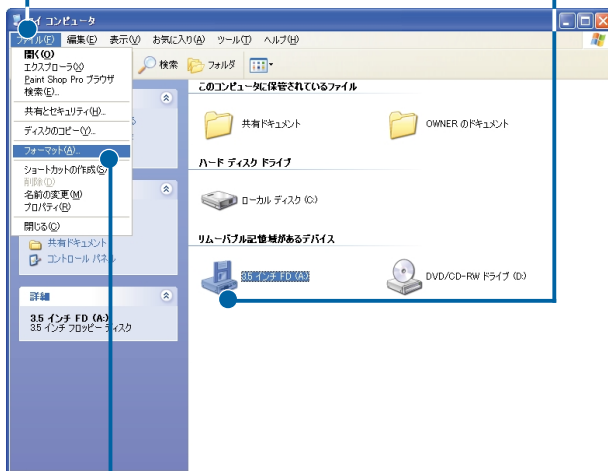 マイ コンピュータ
ファイル(F) 編集(E) 表示(V) お気に入り(A) ツール(T) ヘルプ(H)
開く(O)
エクスプローラ(X)
Paint Shop Pro ブラウザ
検索(E)...
共有とセキュリティ(H)...
ディスクのコピー(Y)...
フォーマット(A)...
ショートカットの作成(S)
削除(D)
名前の変更(M)
プロパティ(R)
閉じる(C)
検索 フォルダ
このコンピュータに保管されているファイル
共有ドキュメント OWNER のドキュメント
ハード ディスク ドライブ
ローカル ディスク (C:)
リムーバブル記憶域があるデバイス
3.5 インチ FD (A:) DVD/CD-RW ドライブ (D:)
共有ドキュメント
コントロール パネル
詳細
3.5 インチ FD (A:)
3.5 インチ フロッピー ディスク